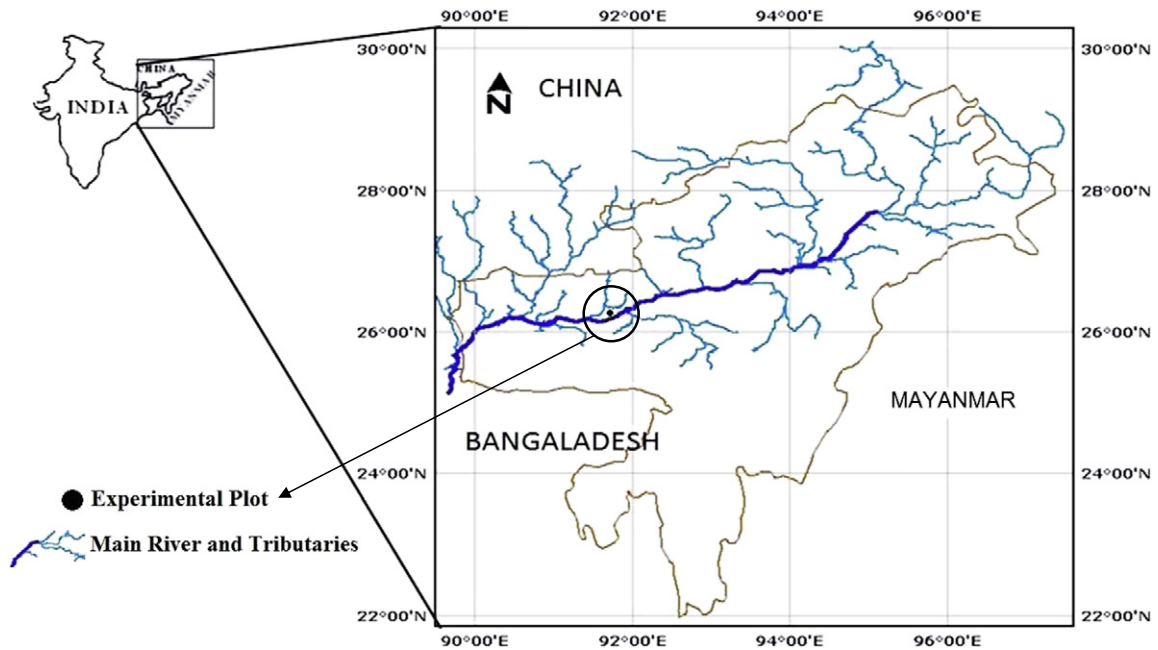 90°00'E 92°00'E 94°00'E 96°00'E
30°00'N 30°00'N
CHINA
MYANMAR
INDIA
N
CHINA
28°00'N 28°00'N
26°00'N 26°00'N
MAYANMAR
BANGALADESH
24°00'N 24°00'N
Experimental Plot
Main River and Tributaries
22°00'N 22°00'N
90°00'E 92°00'E 94°00'E 96°00'E